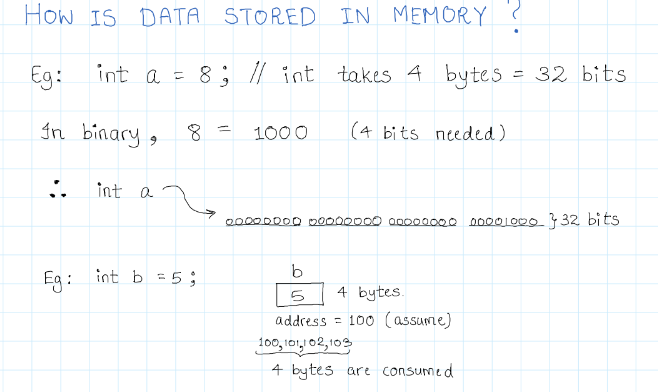 HOW IS DATA STORED IN MEMORY ?
Eg: int a = 8; // int takes 4 bytes = 32 bits
In binary, 8 = 1000 (4 bits needed)
∴ int a
00000000 00000000 00000000 00001000 } 32 bits
Eg: int b = 5; b
5 4 bytes.
address = 100 (assume)
100,101,102,103
4 bytes are consumed